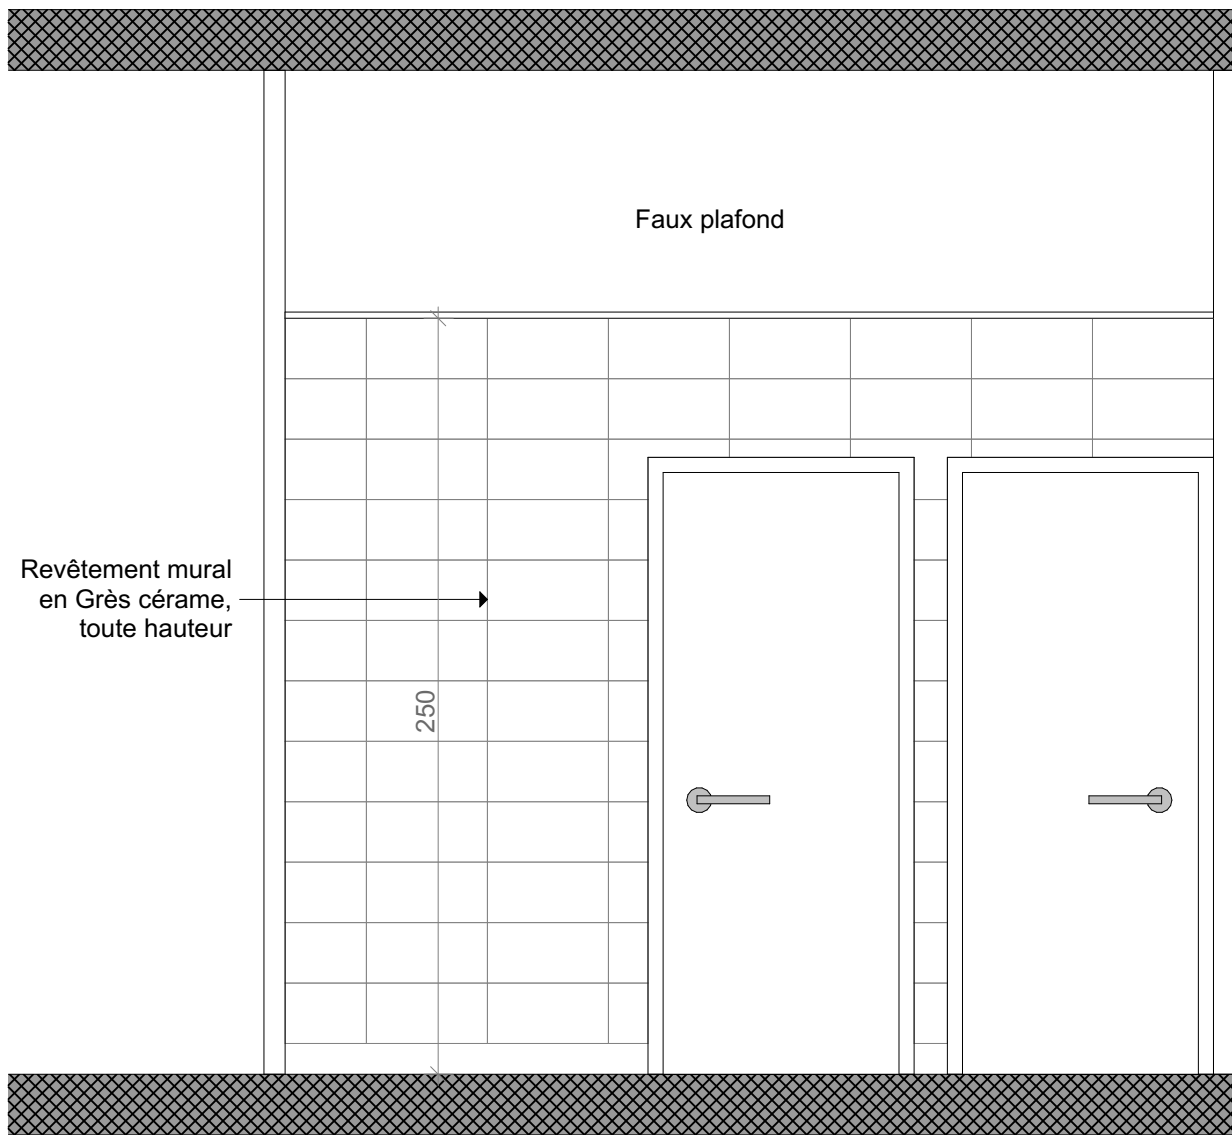 Faux plafond
Revêtement mural
en Grès cérame,
toute hauteur
250